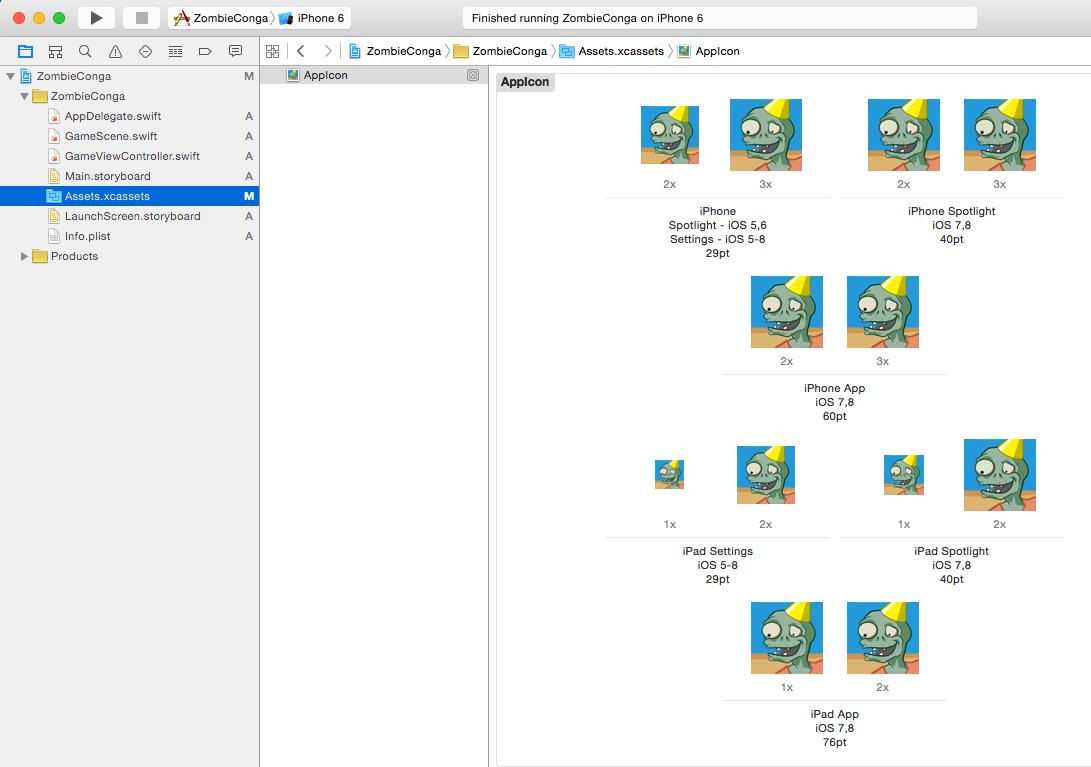 ZombieConga iPhone 6
Finished running ZombieConga on iPhone 6
ZombieConga ZombieConga Assets.xcassets AppIcon
ZombieConga M
ZombieConga
AppDelegate.swift A
GameScene.swift A
GameViewController.swift A
Main.storyboard A
Assets.xcassets M
LaunchScreen.storyboard A
Info.plist A
Products
AppIcon
AppIcon
2x 3x
iPhone
Spotlight - iOS 5,6
Settings - iOS 5-8
29pt
2x 3x
iPhone Spotlight
iOS 7,8
40pt
2x 3x
iPhone App
iOS 7,8
60pt
1x 2x
iPad Settings
iOS 5-8
29pt
1x 2x
iPad Spotlight
iOS 7,8
40pt
1x 2x
iPad App
iOS 7,8
76pt